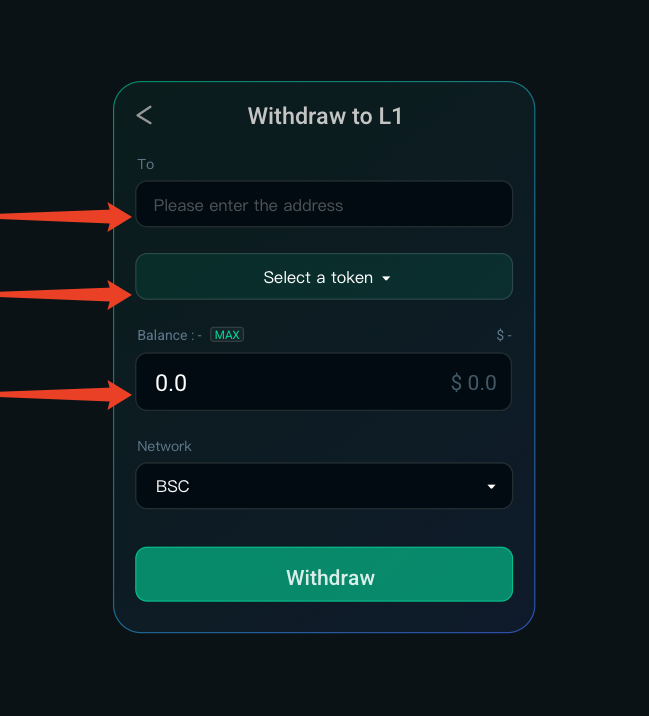 Withdraw to L1
To
Please enter the address
Select a token
Balance : - MAX $ -
0.0 $ 0.0
Network
BSC
Withdraw